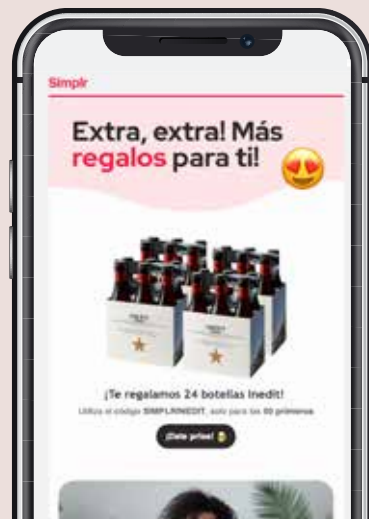 Simplr
Extra, extra! Más
regalos para ti!
¡Te regalamos 24 botellas Inedit!
Utiliza el código SIMPLRINEDIT, solo para los 50 primeros
¡Date prisa!